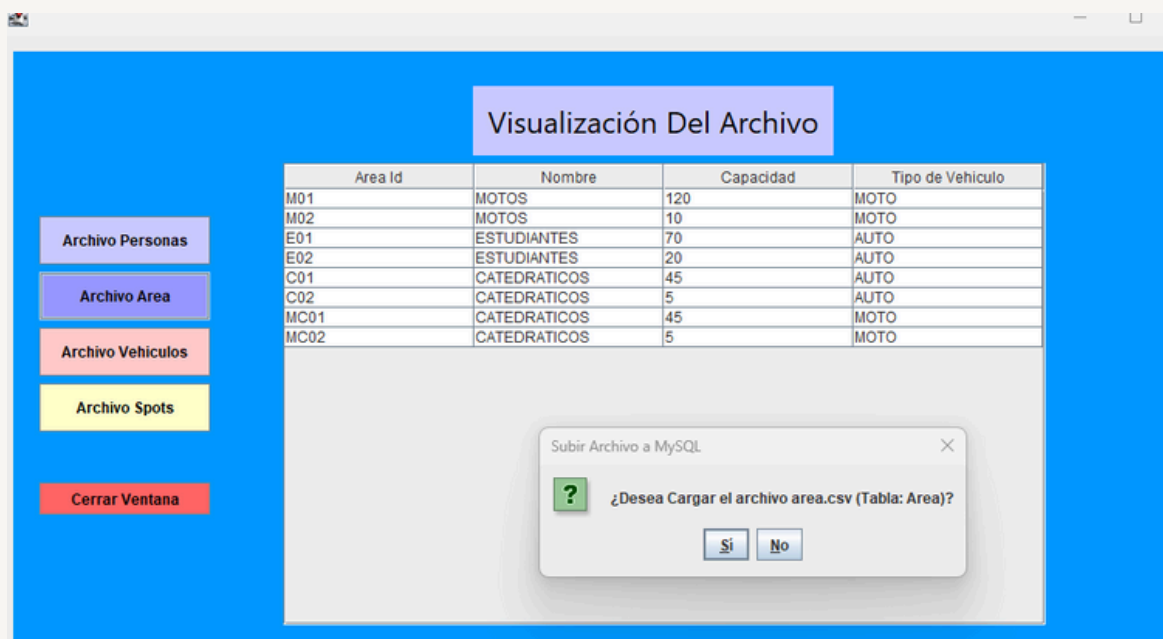 Visualización Del Archivo
Area Id Nombre Capacidad Tipo de Vehiculo
M01 MOTOS 120 MOTO
M02 MOTOS 10 MOTO
E01 ESTUDIANTES 70 AUTO
E02 ESTUDIANTES 20 AUTO
C01 CATEDRATICOS 45 AUTO
C02 CATEDRATICOS 5 AUTO
MC01 CATEDRATICOS 45 MOTO
MC02 CATEDRATICOS 5 MOTO
Archivo Personas
Archivo Area
Archivo Vehiculos
Archivo Spots
Cerrar Ventana
Subir Archivo a MySQL
¿Desea Cargar el archivo area.csv (Tabla: Area)?
Sí No